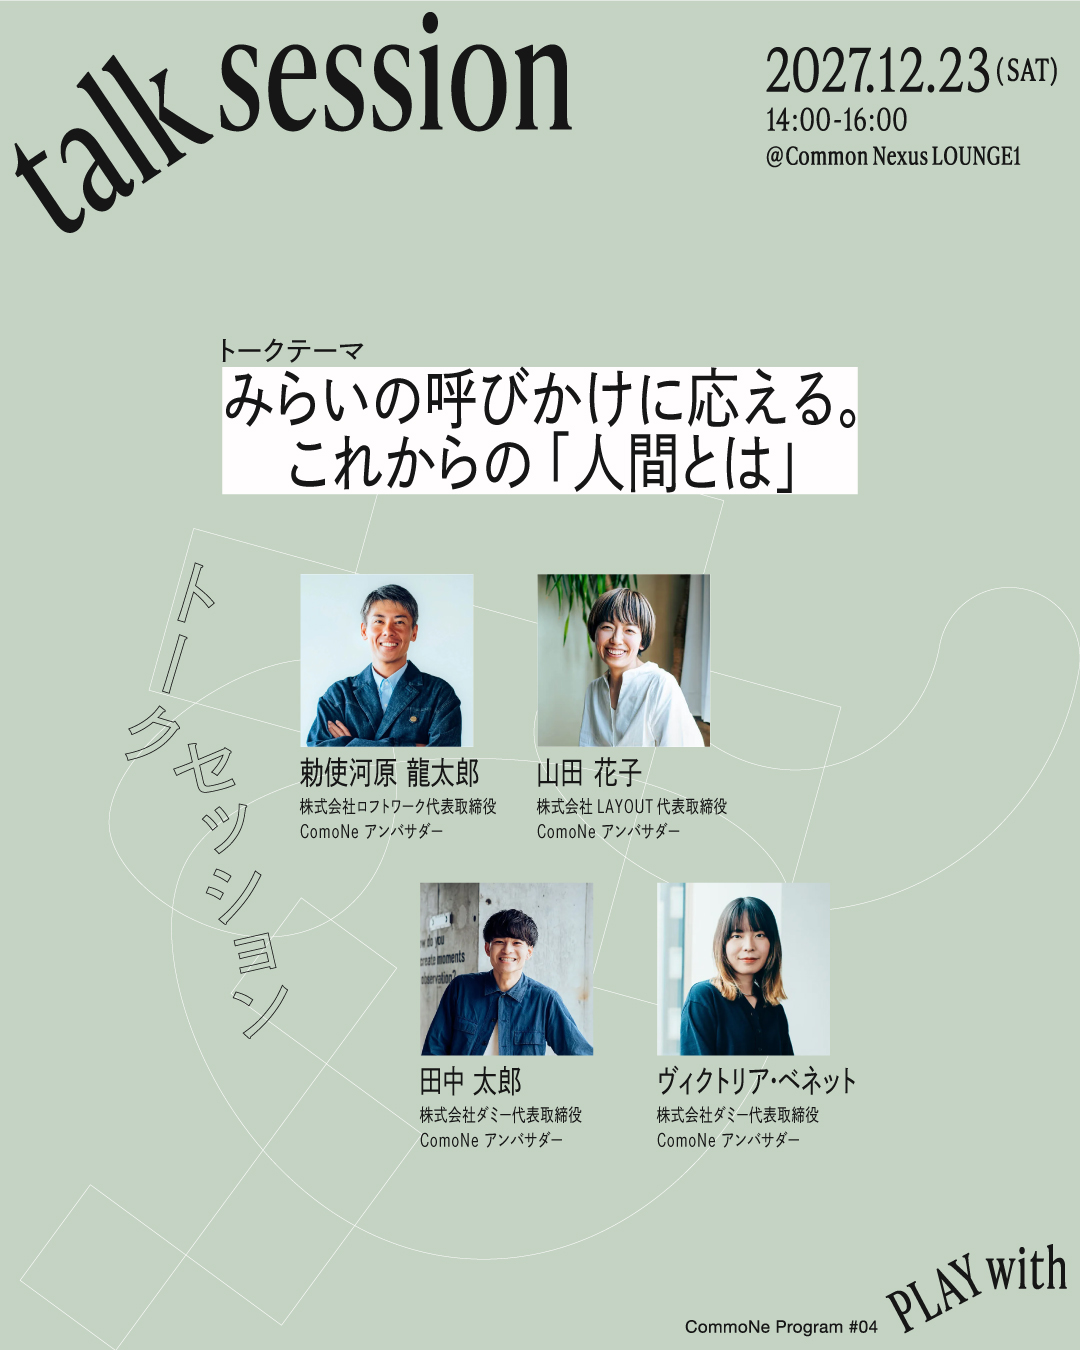 talk session
2027.12.23 (SAT)
14:00-16:00
@Common Nexus LOUNGE1
トークテーマ
みらいの呼びかけに応える。
これからの「人間とは」
トークセッション
勅使河原 龍太郎
株式会社ロフトワーク代表取締役
ComoNe アンバサダー
山田 花子
株式会社 LAYOUT 代表取締役
ComoNe アンバサダー
how do you
create moments
observation?
田中 太郎
株式会社ダミー代表取締役
ComoNe アンバサダー
ヴィクトリア・ベネット
株式会社ダミー代表取締役
ComoNe アンバサダー
CommoNe Program #04
PLAY with